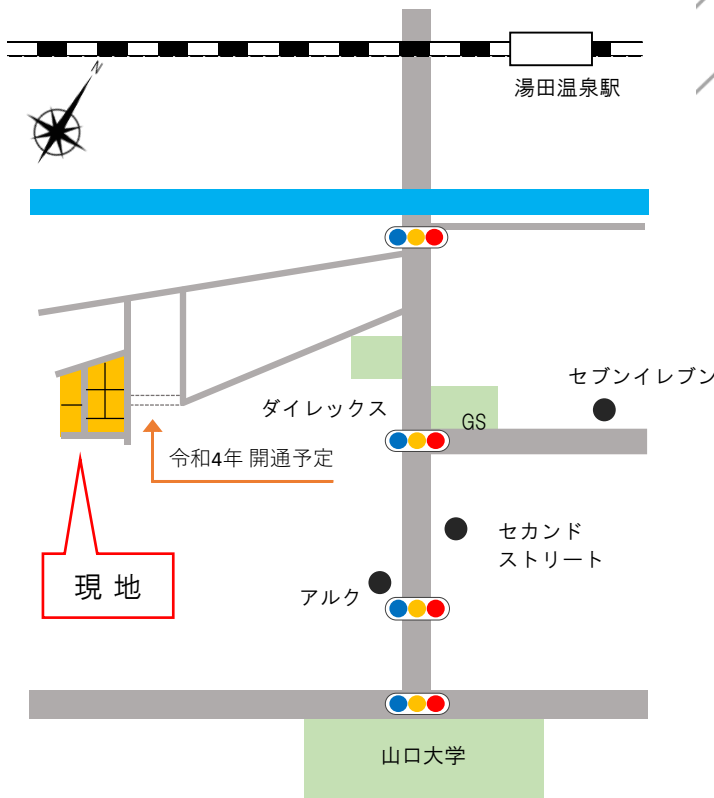 湯田温泉駅
N
セブンイレブン
ダイレックス
GS
令和4年 開通予定
セカンド
ストリート
現 地
アルク
山口大学